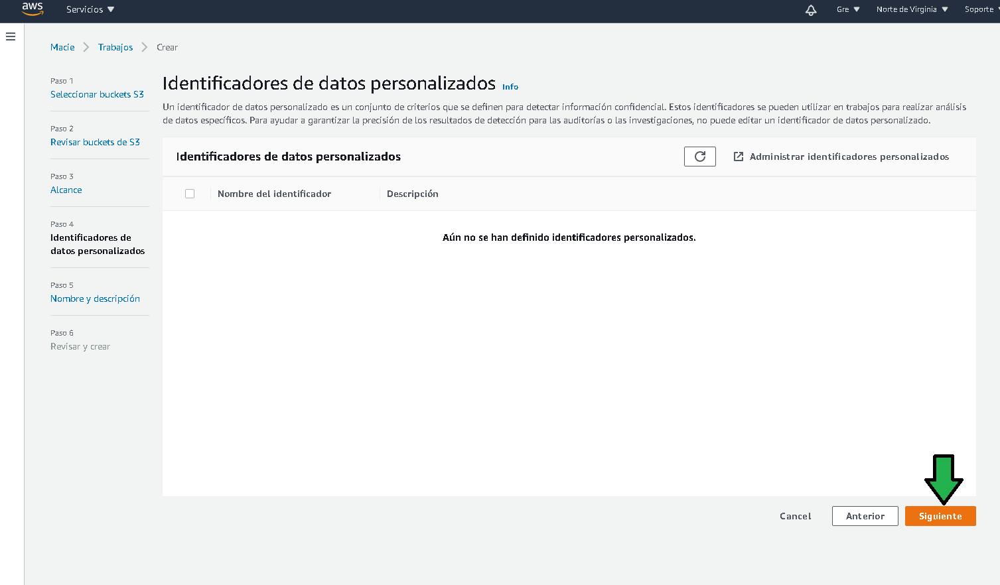 aws Servicios Gre Norte de Virginia Soporte
Macie Trabajos Crear
Paso 1
Seleccionar buckets S3
Paso 2
Revisar buckets de S3
Paso 3
Alcance
Paso 4
Identificadores de
datos personalizados
Paso 5
Nombre y descripción
Paso 6
Revisar y crear
Identificadores de datos personalizados Info
Un identificador de datos personalizado es un conjunto de criterios que se definen para detectar información confidencial. Estos identificadores se pueden utilizar en trabajos para realizar análisis
de datos específicos. Para ayudar a garantizar la precisión de los resultados de detección para las auditorías o las investigaciones, no puede editar un identificador de datos personalizado.
Identificadores de datos personalizados Administrar identificadores personalizados
Nombre del identificador Descripción
Aún no se han definido identificadores personalizados.
Cancel Anterior Siguiente